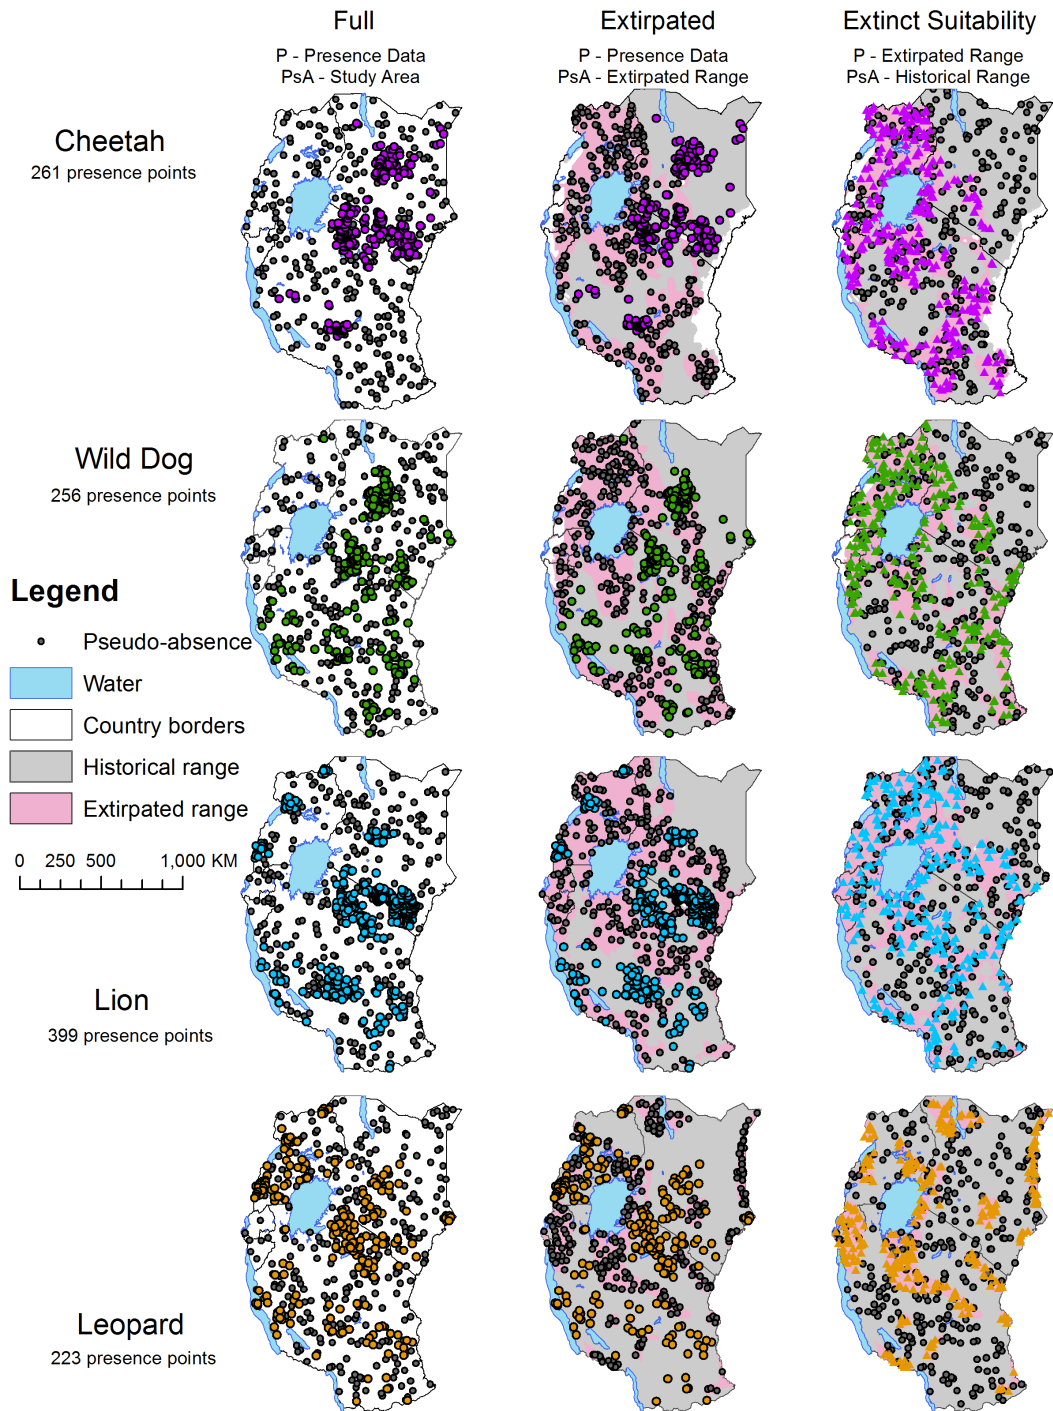 Full
Extirpated
Extinct Suitability
P - Presence Data
PsA - Study Area
P - Presence Data
PsA - Extirpated Range
P - Extirpated Range
PsA - Historical Range
Cheetah
261 presence points
Wild Dog
256 presence points
Legend
Pseudo-absence
Water
Country borders
Historical range
Extirpated range
0 250 500 1,000 KM
Lion
399 presence points
Leopard
223 presence points